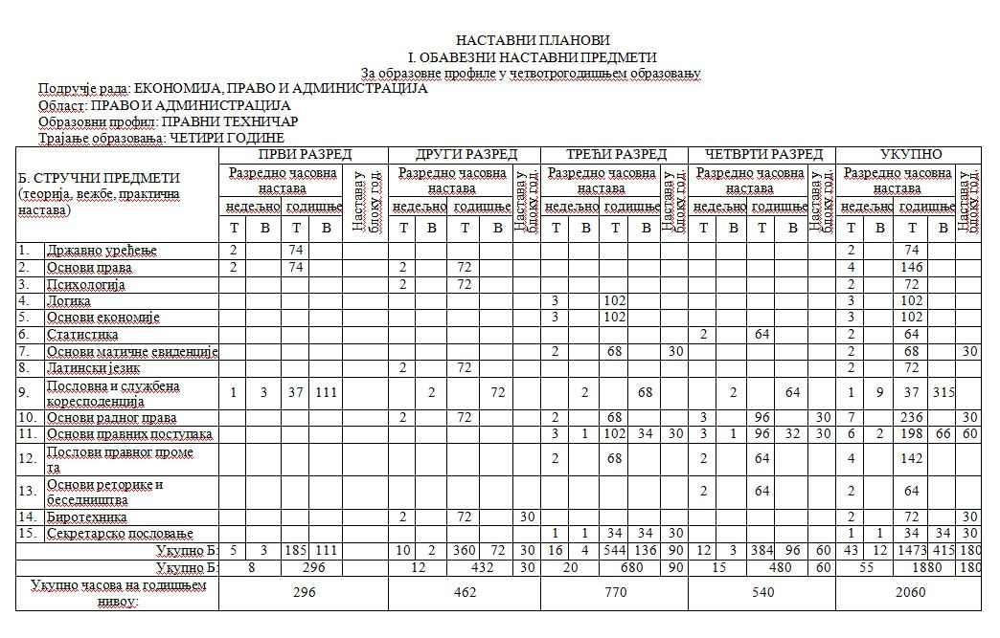 НАСТАВНИ ПЛАНОВИ
I. ОБАВЕЗНИ НАСТАВНИ ПРЕДМЕТИ
За образовне профиле у четвотрогодишњем образовању
Подручје рада: ЕКОНОМИЈА, ПРАВО И АДМИНИСТРАЦИЈА
Област: ПРАВО И АДМИНИСТРАЦИЈА
Образовни профил: ПРАВНИ ТЕХНИЧАР
Трајање образовања: ЧЕТИРИ ГОДИНЕ
Б. СТРУЧНИ ПРЕДМЕТИ
(теорија, вежбе, практична
настава)
ПРВИ РАЗРЕД ДРУГИ РАЗРЕД ТРЕЋИ РАЗРЕД ЧЕТВРТИ РАЗРЕД УКУПНО
Разредно часовна Разредно часовна Разредно часовна Разредно часовна Разредно часовна
настава настава настава настава настава
Настава у Настава у Настава у Настава у Настава у
блоку год. блоку год. блоку год. блоку год. блоку год.
недељно годишње недељно годишње недељно годишње недељно годишње недељно годишње
Т В Т В Т В Т В Т В Т В Т В Т В Т В Т В
1. Државно уређење 2 74 2 74
2. Основи права 2 74 2 72 4 146
3. Психологија 2 72 2 72
4. Логика 3 102 3 102
5. Основи економије 3 102 3 102
6. Статистика 2 64 2 64
7. Основи матичне евиденције 2 68 30 2 68 30
8. Латински језик 2 72 2 72
9. Пословна и службена
коресподенција 1 3 37 111 2 72 2 68 2 64 1 9 37 315
10. Основи радног права 2 72 2 68 3 96 30 7 236 30
11. Основи правних поступака 3 1 102 34 30 3 1 96 32 30 6 2 198 66 60
12. Послови правног проме
та 2 68 2 64 4 142
13. Основи реторике и
беседништва 2 64 2 64
14. Биротехника 2 72 30 2 72 30
15. Секретарско пословање 1 1 34 34 30 1 1 34 34 30
Укупно Б: 5 3 185 111 10 2 360 72 30 16 4 544 136 90 12 3 384 96 60 43 12 1473 415 180
Укупно Б: 8 296 12 432 30 20 680 90 15 480 60 55 1880 180
Укупно часова на годишњем
нивоу: 296 462 770 540 2060